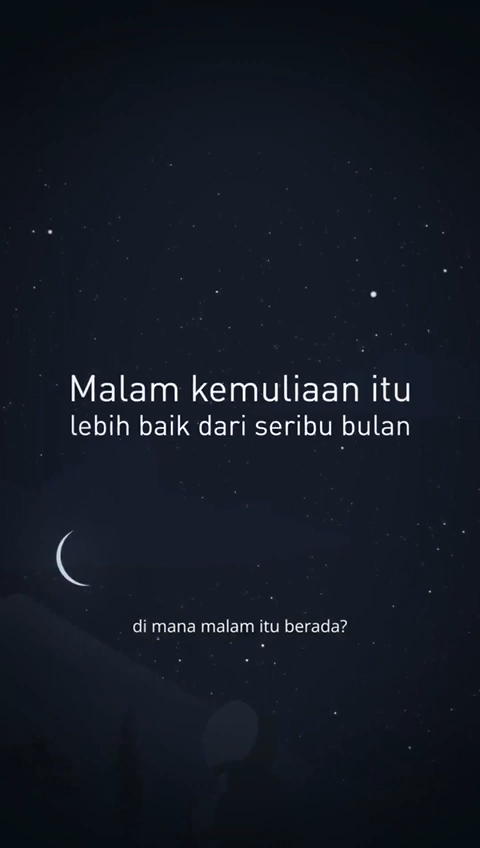 Malam kemuliaan itu
lebih baik dari seribu bulan
di mana malam itu berada?